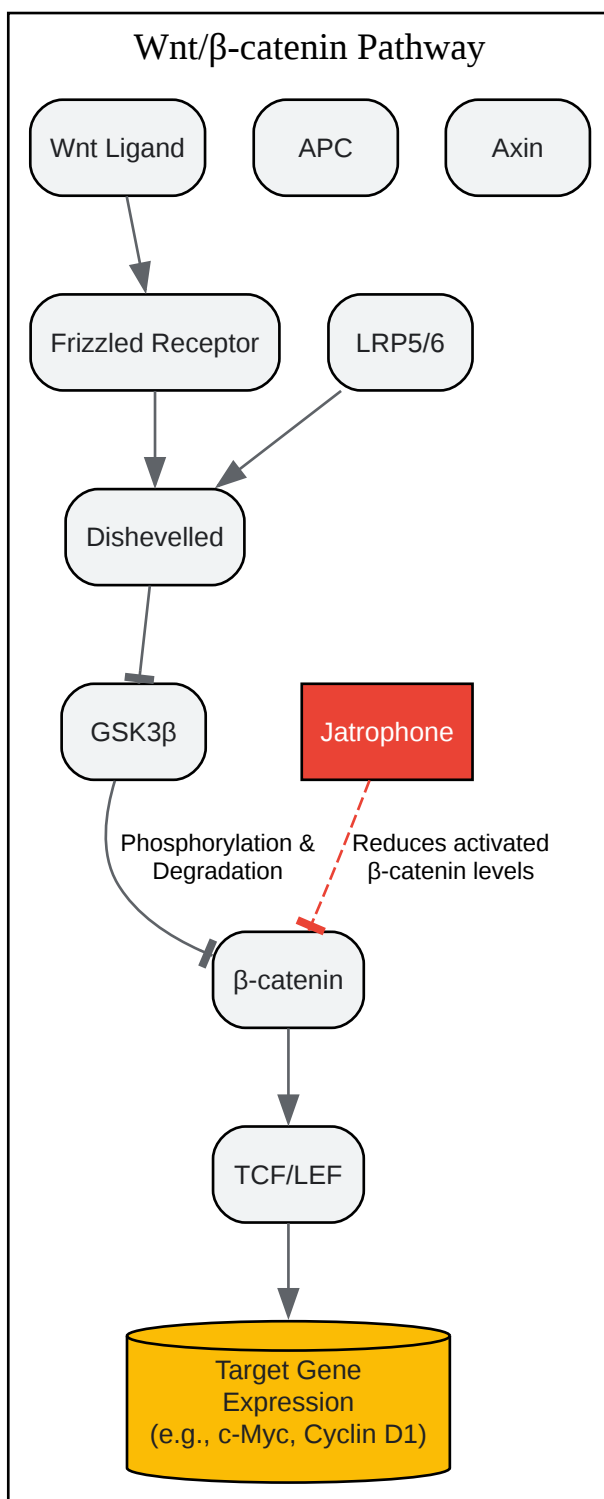 Wnt/β-catenin Pathway
Wnt Ligand
APC
Axin
Frizzled Receptor
LRP5/6
Dishevelled
GSK3β
Jatrophone
Phosphorylation &
Degradation
Reduces activated
β-catenin levels
β-catenin
TCF/LEF
Target Gene
Expression
(e.g., c-Myc, Cyclin D1)